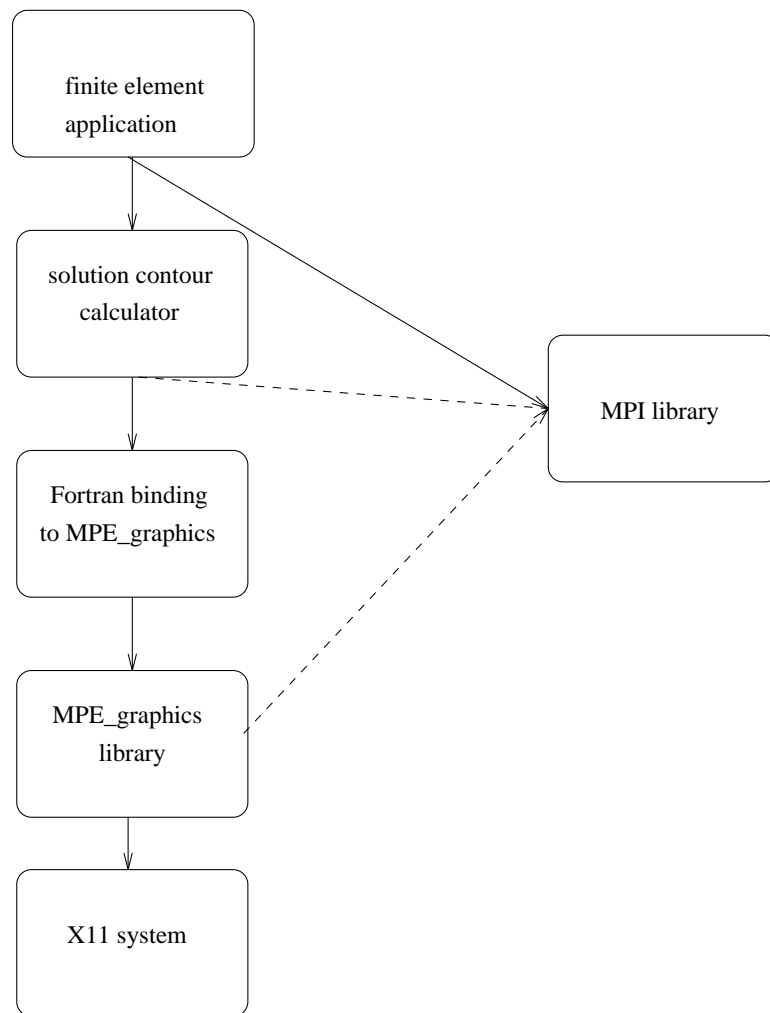 finite element
application
solution contour
calculator
MPI library
Fortran binding
to MPE_graphics
MPE_graphics
library
X11 system